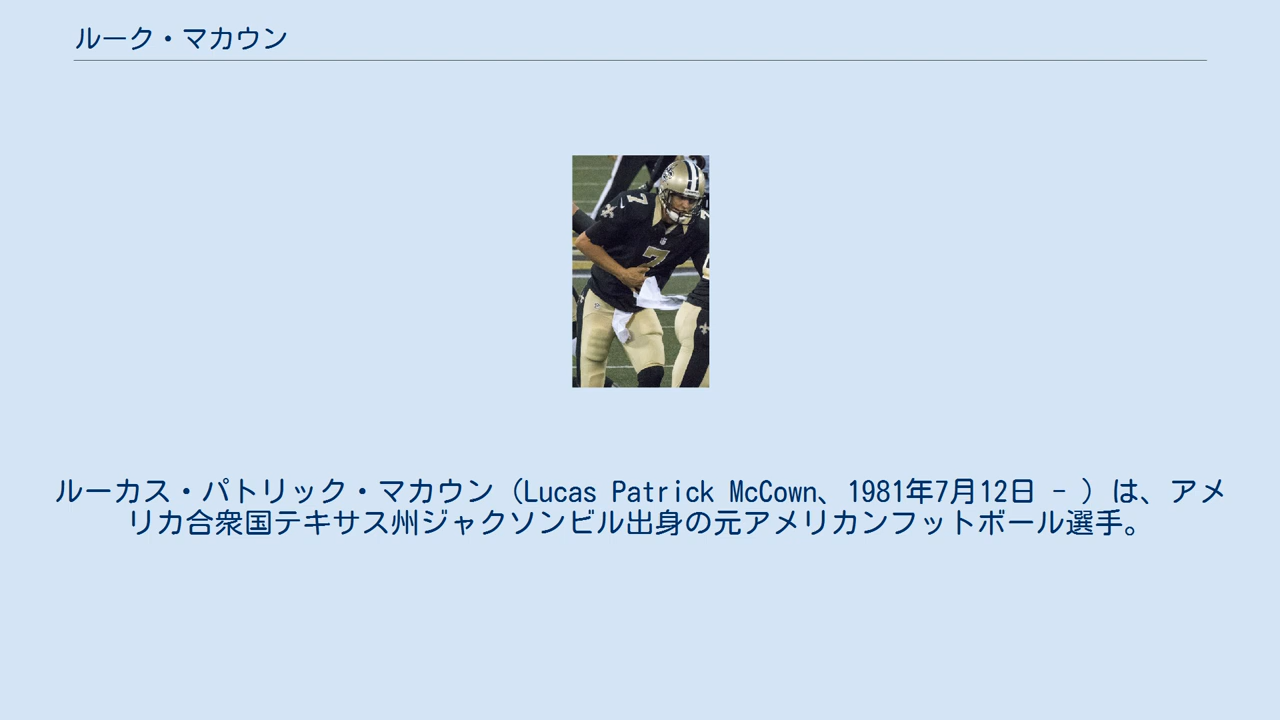 ルーク・マカウン
7
7
ルーカス・パトリック・マカウン（Lucas Patrick McCown、1981年7月12日 - ）は、アメ
リカ合衆国テキサス州ジャクソンビル出身の元アメリカンフットボール選手。